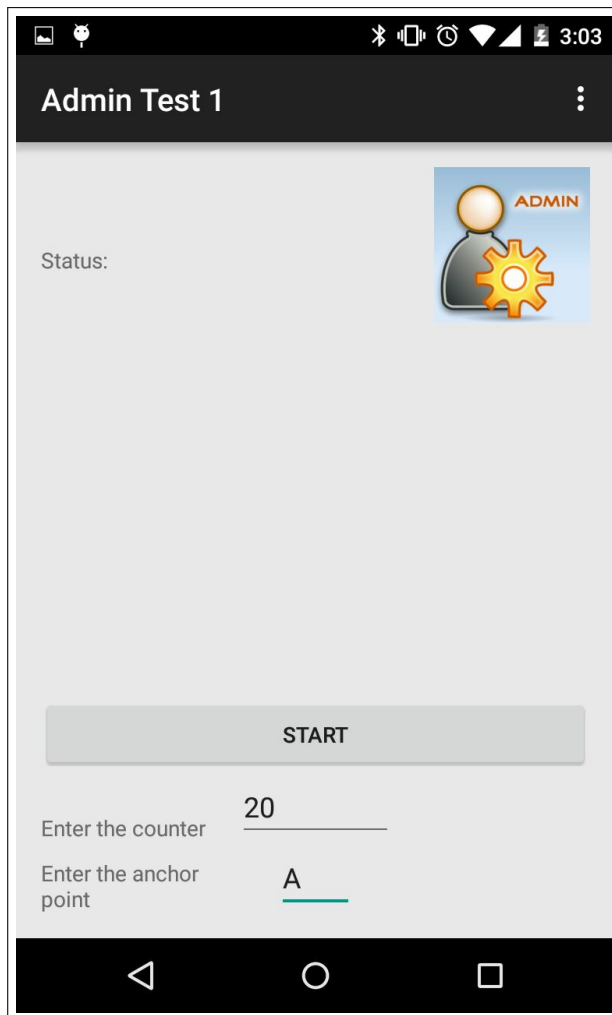 3:03
Admin Test 1
ADMIN
Status:
START
Enter the counter 20
Enter the anchor
point
A